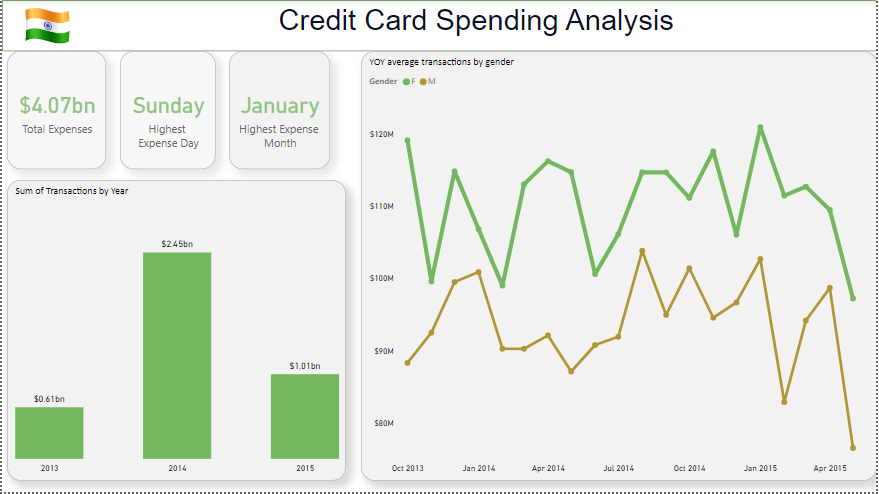 Credit Card Spending Analysis
$4.07bn
Total Expenses
Sunday
Highest
Expense Day
January
Highest Expense
Month
Sum of Transactions by Year
$2.45bn
$1.01bn
$0.61bn
2013
2014
2015
YOY average transactions by gender
Gender F M
$120M
$110M
$100M
$90M
$80M
Oct 2013
Jan 2014
Apr 2014
Jul 2014
Oct 2014
Jan 2015
Apr 2015